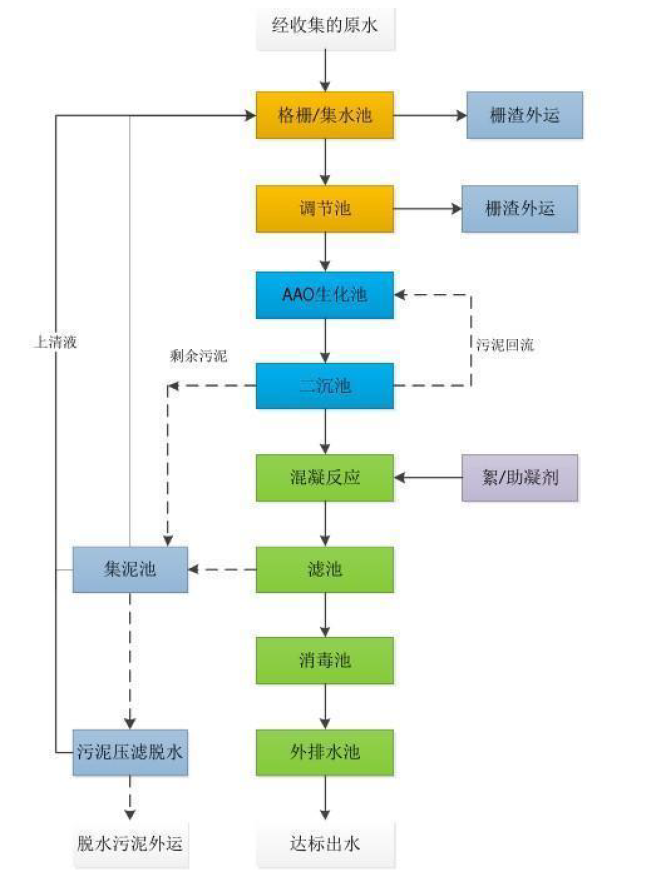 经收集的原水
格栅/集水池
栅渣外运
调节池
栅渣外运
AAO生化池
上清液
污泥回流
剩余污泥
二沉池
混凝反应
絮/助凝剂
集泥池
滤池
消毒池
污泥压滤脱水
外排水池
脱水污泥外运
达标出水